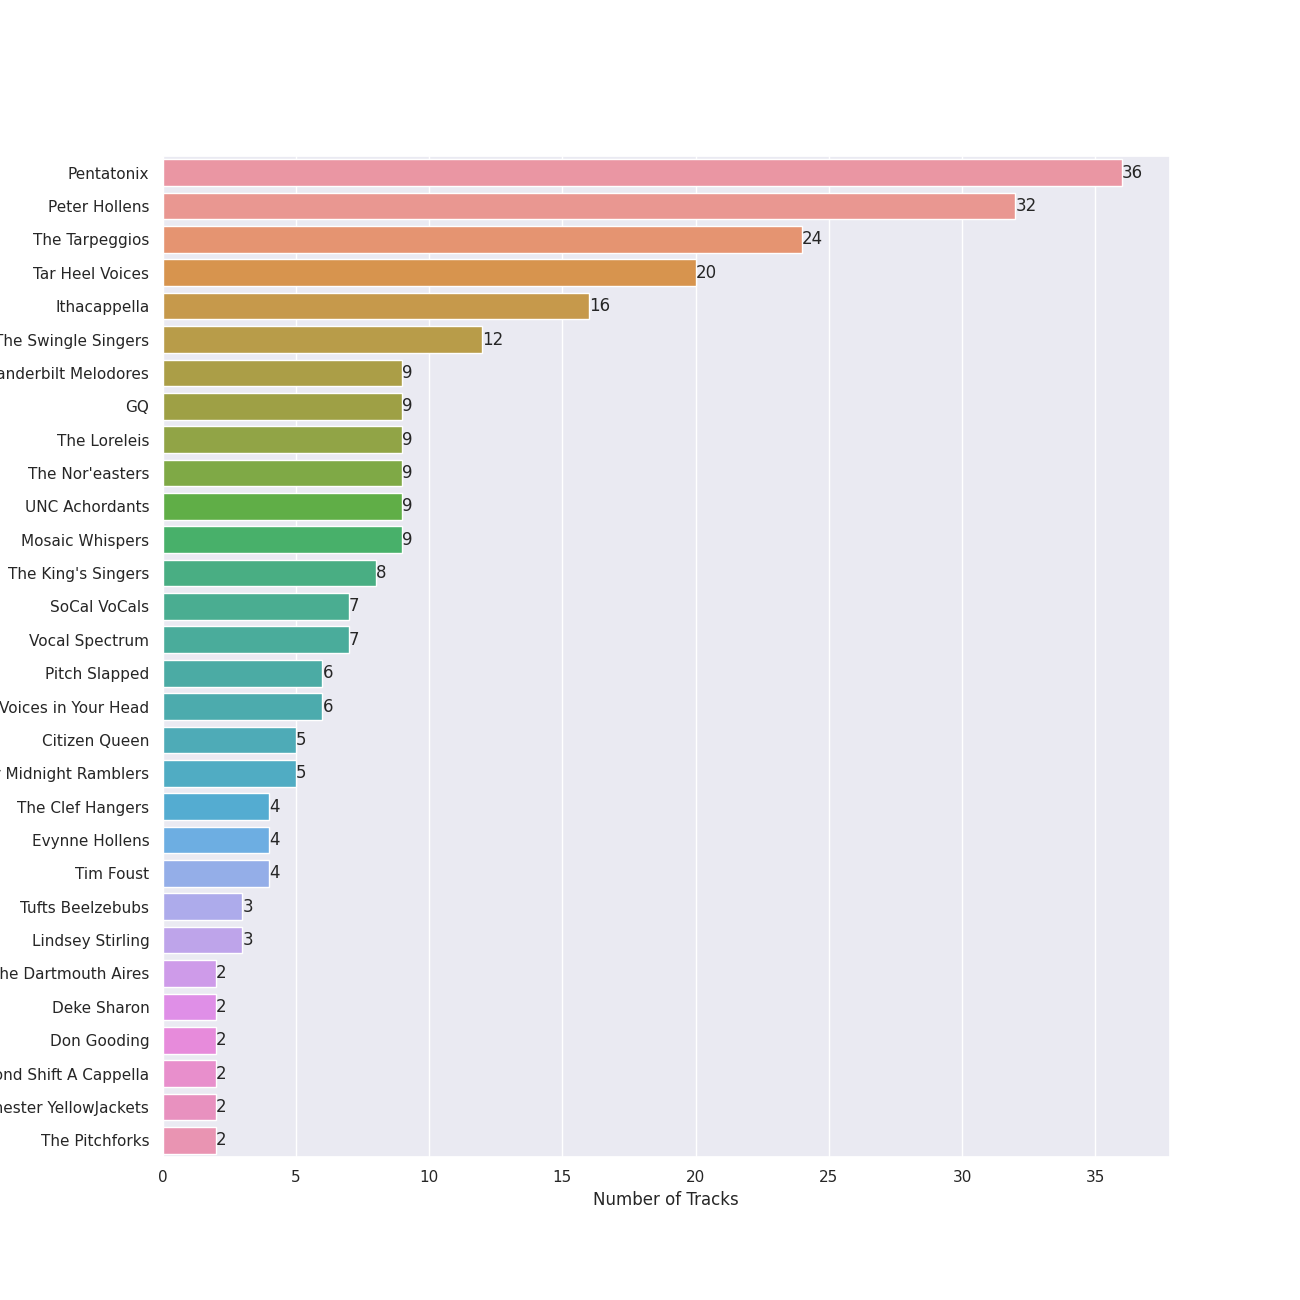 Pentatonix 36
Peter Hollens 32
The Tarpeggios 24
Tar Heel Voices 20
Ithacappella 16
The Swingle Singers 12
anderbilt Melodores 9
GQ 9
The Loreleis 9
The Nor'easters 9
UNC Achordants 9
Mosaic Whispers 9
The King's Singers 8
SoCal VoCals 7
Vocal Spectrum 7
Pitch Slapped 6
Voices in Your Head 6
Citizen Queen 5
Midnight Ramblers 5
The Clef Hangers 4
Evynne Hollens 4
Tim Foust 4
Tufts Beelzebubs 3
Lindsey Stirling 3
he Dartmouth Aires 2
Deke Sharon 2
Don Gooding 2
ond Shift A Cappella 2
hester YellowJackets 2
The Pitchforks 2
0 5 10 15 20 25 30 35
Number of Tracks